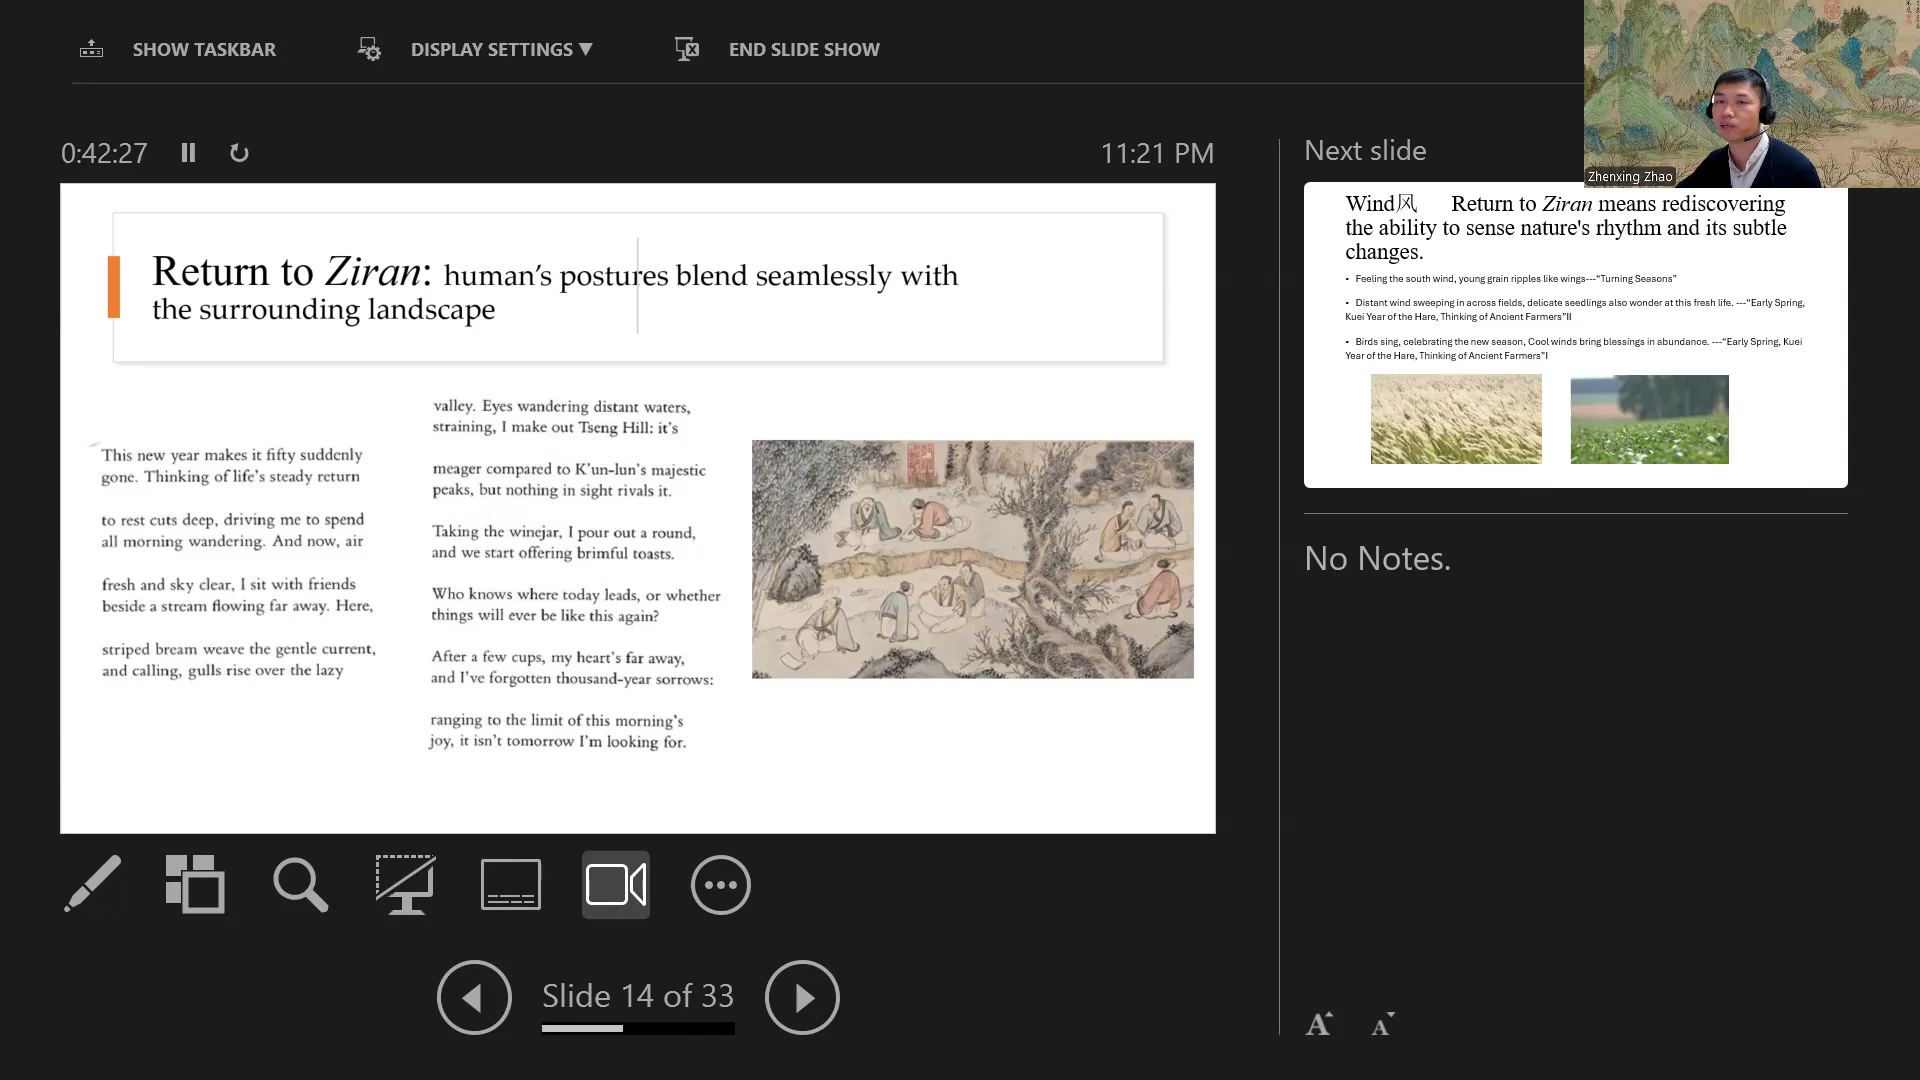 SHOW TASKBAR
DISPLAY SETTINGS ▼
END SLIDE SHOW
Zhenxing Zhao
0:42:27
11:21 PM
Return to Ziran: human's postures blend seamlessly with
the surrounding landscape
This new year makes it fifty suddenly
gone. Thinking of life's steady return
to rest cuts deep, driving me to spend
all morning wandering. And now, air
fresh and sky clear, I sit with friends
beside a stream flowing far away. Here,
striped bream weave the gentle current,
and calling, gulls rise over the lazy
valley. Eyes wandering distant waters,
straining, I make out Tseng Hill: it's
meager compared to K'un-lun's majestic
peaks, but nothing in sight rivals it.
Taking the winejar, I pour out a round,
and we start offering brimful toasts.
Who knows where today leads, or whether
things will ever be like this again?
After a few cups, my heart's far away,
and I've forgotten thousand-year sorrows:
ranging to the limit of this morning's
joy, it isn't tomorrow I'm looking for.
Slide 14 of 33
Next slide
Wind风 Return to Ziran means rediscovering
the ability to sense nature's rhythm and its subtle
changes.
• Feeling the south wind, young grain ripples like wings---“Turning Seasons”
• Distant wind sweeping in across fields, delicate seedlings also wonder at this fresh life. ---“Early Spring,
Kuei Year of the Hare, Thinking of Ancient Farmers”II
• Birds sing, celebrating the new season, Cool winds bring blessings in abundance. ---“Early Spring, Kuei
Year of the Hare, Thinking of Ancient Farmers”I
No Notes.
A A